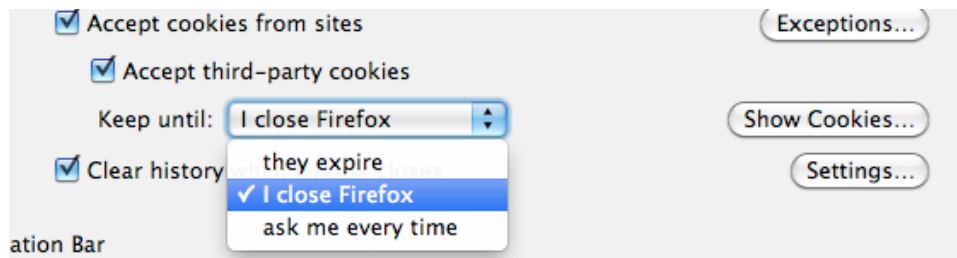 Accept cookies from sites Exceptions...
Accept third-party cookies
Keep until: I close Firefox Show Cookies...
Clear history Settings...
they expire
✓ I close Firefox
ask me every time
ation Bar